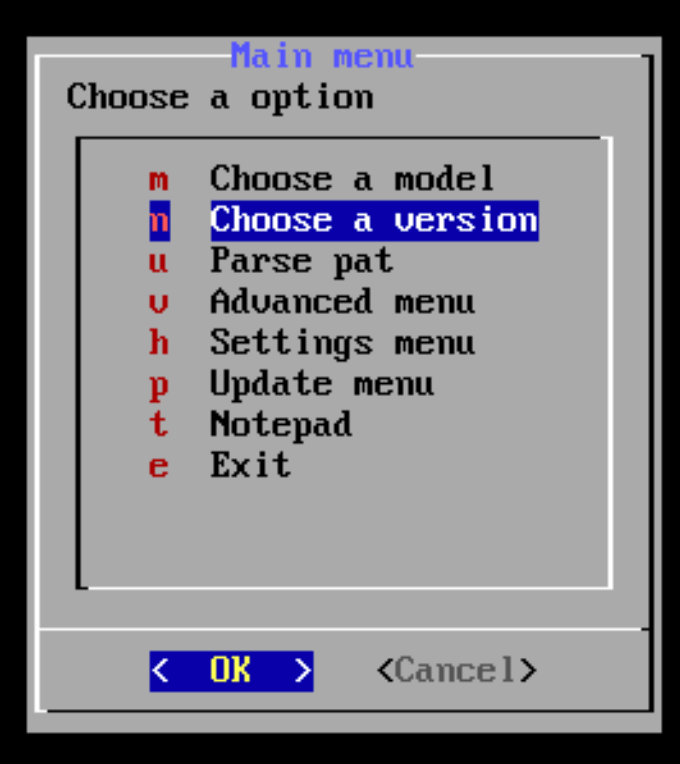 Main menu
Choose a option
m Choose a model
n Choose a version
u Parse pat
v Advanced menu
h Settings menu
p Update menu
t Notepad
e Exit
< OK > <Cancel>